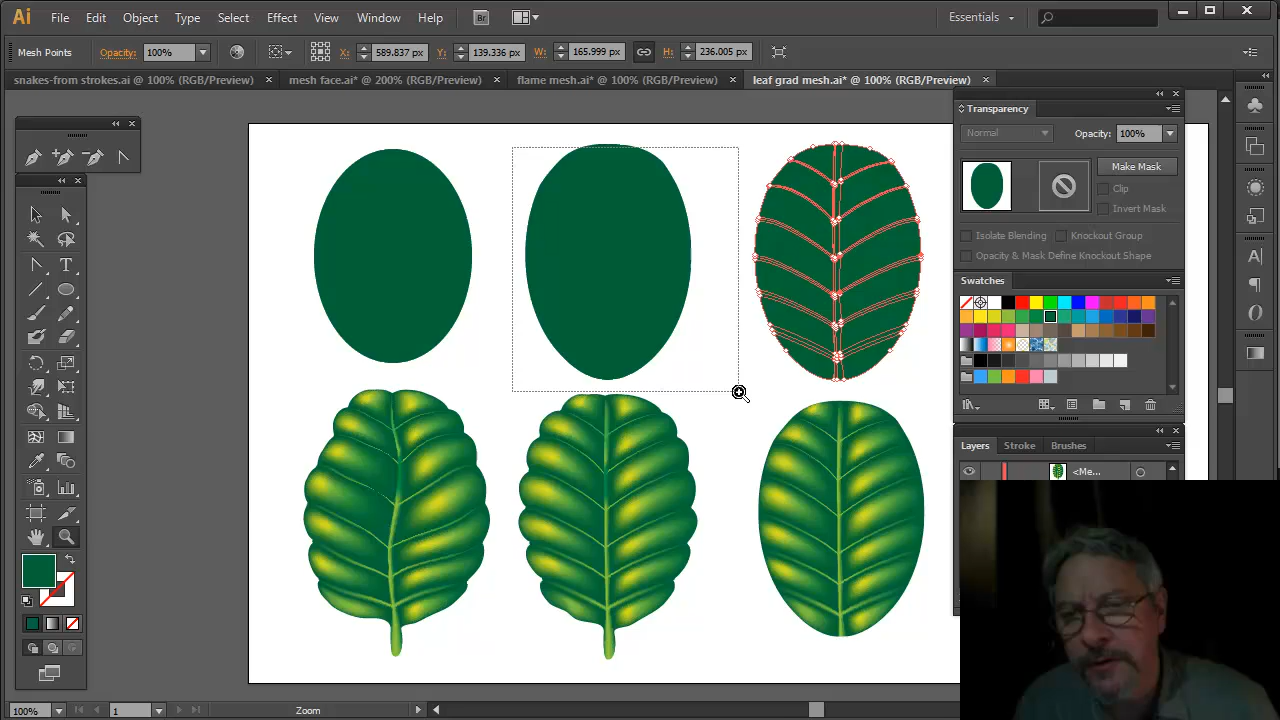 Ai File Edit Object Type Select Effect View Window Help Br Essentials
Mesh Points Opacity: 100% X: 589.837 px Y: 139.336 px W: 165.999 px H: 236.005 px
snakes-from strokes.ai @ 100% (RGB/Preview) × mesh face.ai* @ 200% (RGB/Preview) × flame mesh.ai* @ 100% (RGB/Preview) × leaf grad mesh.ai* @ 100% (RGB/Preview) ×
Transparency
Normal Opacity: 100%
Make Mask
Clip
Invert Mask
Isolate Blending Knockout Group
Opacity & Mask Define Knockout Shape
Swatches
Layers Stroke Brushes
<Me...
T
A
100% 1 Zoom